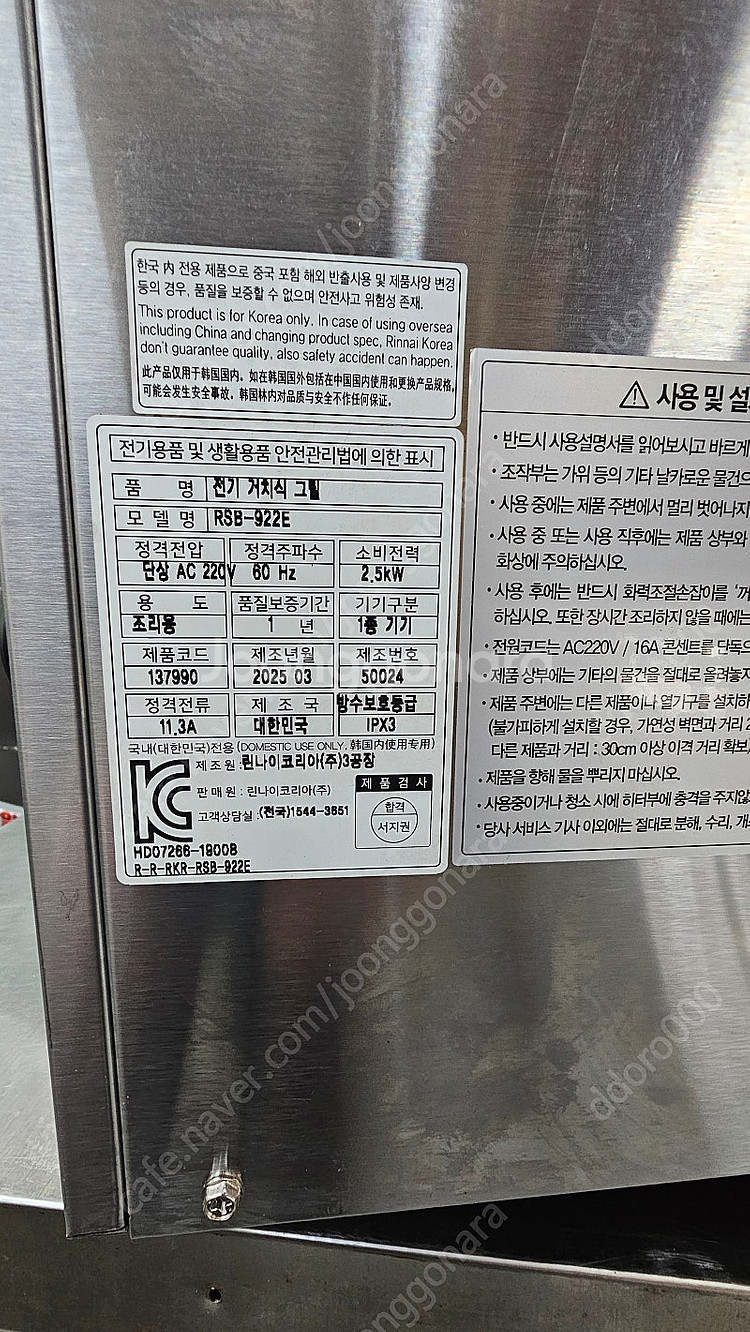 한국 內 전용 제품으로 중국 포함 해외 반출사용 및 제품사양 변경
등의 경우, 품질을 보증할 수 없으며 안전사고 위험성 존재.
This product is for Korea only. In case of using oversea
including China and changing product spec, Rinnai Korea
don't guarantee quality, also safety accident can happen.
此产品仅用于韩国国内，如在韩国国外包括在中国国内使用和更换产品规格,
可能会发生安全事故，韩国林内对品质与安全不作任何保证。
전기용품 및 생활용품 안전관리법에 의한 표시
품 명 전기 거치식 그릴
모 델 명 RSB-922E
정격전압 정격주파수 소비전력
단상 AC 220V 60 Hz 2.5kW
용 도 품질보증기간 기기구분
조리용 1 년 1종 기기
제품코드 제조년월 제조번호
137990 2025 03 50024
정격전류 제 조 국 방수보호등급
11.3A 대한민국 IPX3
국내(대한민국)전용 (DOMESTIC USE ONLY, 韩国内使用专用)
제 조 원 : 린나이코리아(주)3공장
판 매 원 : 린나이코리아(주)
고객상담실 : (전국)1544-3651
제 품 검 사
합격
서지권
HD07266-19008
R-R-RKR-RSB-922E
사용 및 설
• 반드시 사용설명서를 읽어보시고 바르게
• 조작부는 가위 등의 기타 날카로운 물건으
• 사용 중에는 제품 주변에서 멀리 벗어나지
• 사용 중 또는 사용 직후에는 제품 상부와
화상에 주의하십시오.
• 사용 후에는 반드시 화력조절손잡이를 '꺼
하십시오. 또한 장시간 조리하지 않을 때에는
• 전원코드는 AC220V / 16A 콘센트를 단독으
• 제품 상부에는 기타의 물건을 절대로 올려놓지
• 제품 주변에는 다른 제품이나 열기구를 설치하
(불가피하게 설치할 경우, 가연성 벽면과 거리 2
다른 제품과 거리 : 30cm 이상 이격 거리 확보)
• 제품을 향해 물을 뿌리지 마십시오.
• 사용중이거나 청소 시에 히터부에 충격을 주지않
• 당사 서비스 기사 이외에는 절대로 분해, 수리, 개
cafe.naver.com/joonggonara
ddoro000
Joonggonara